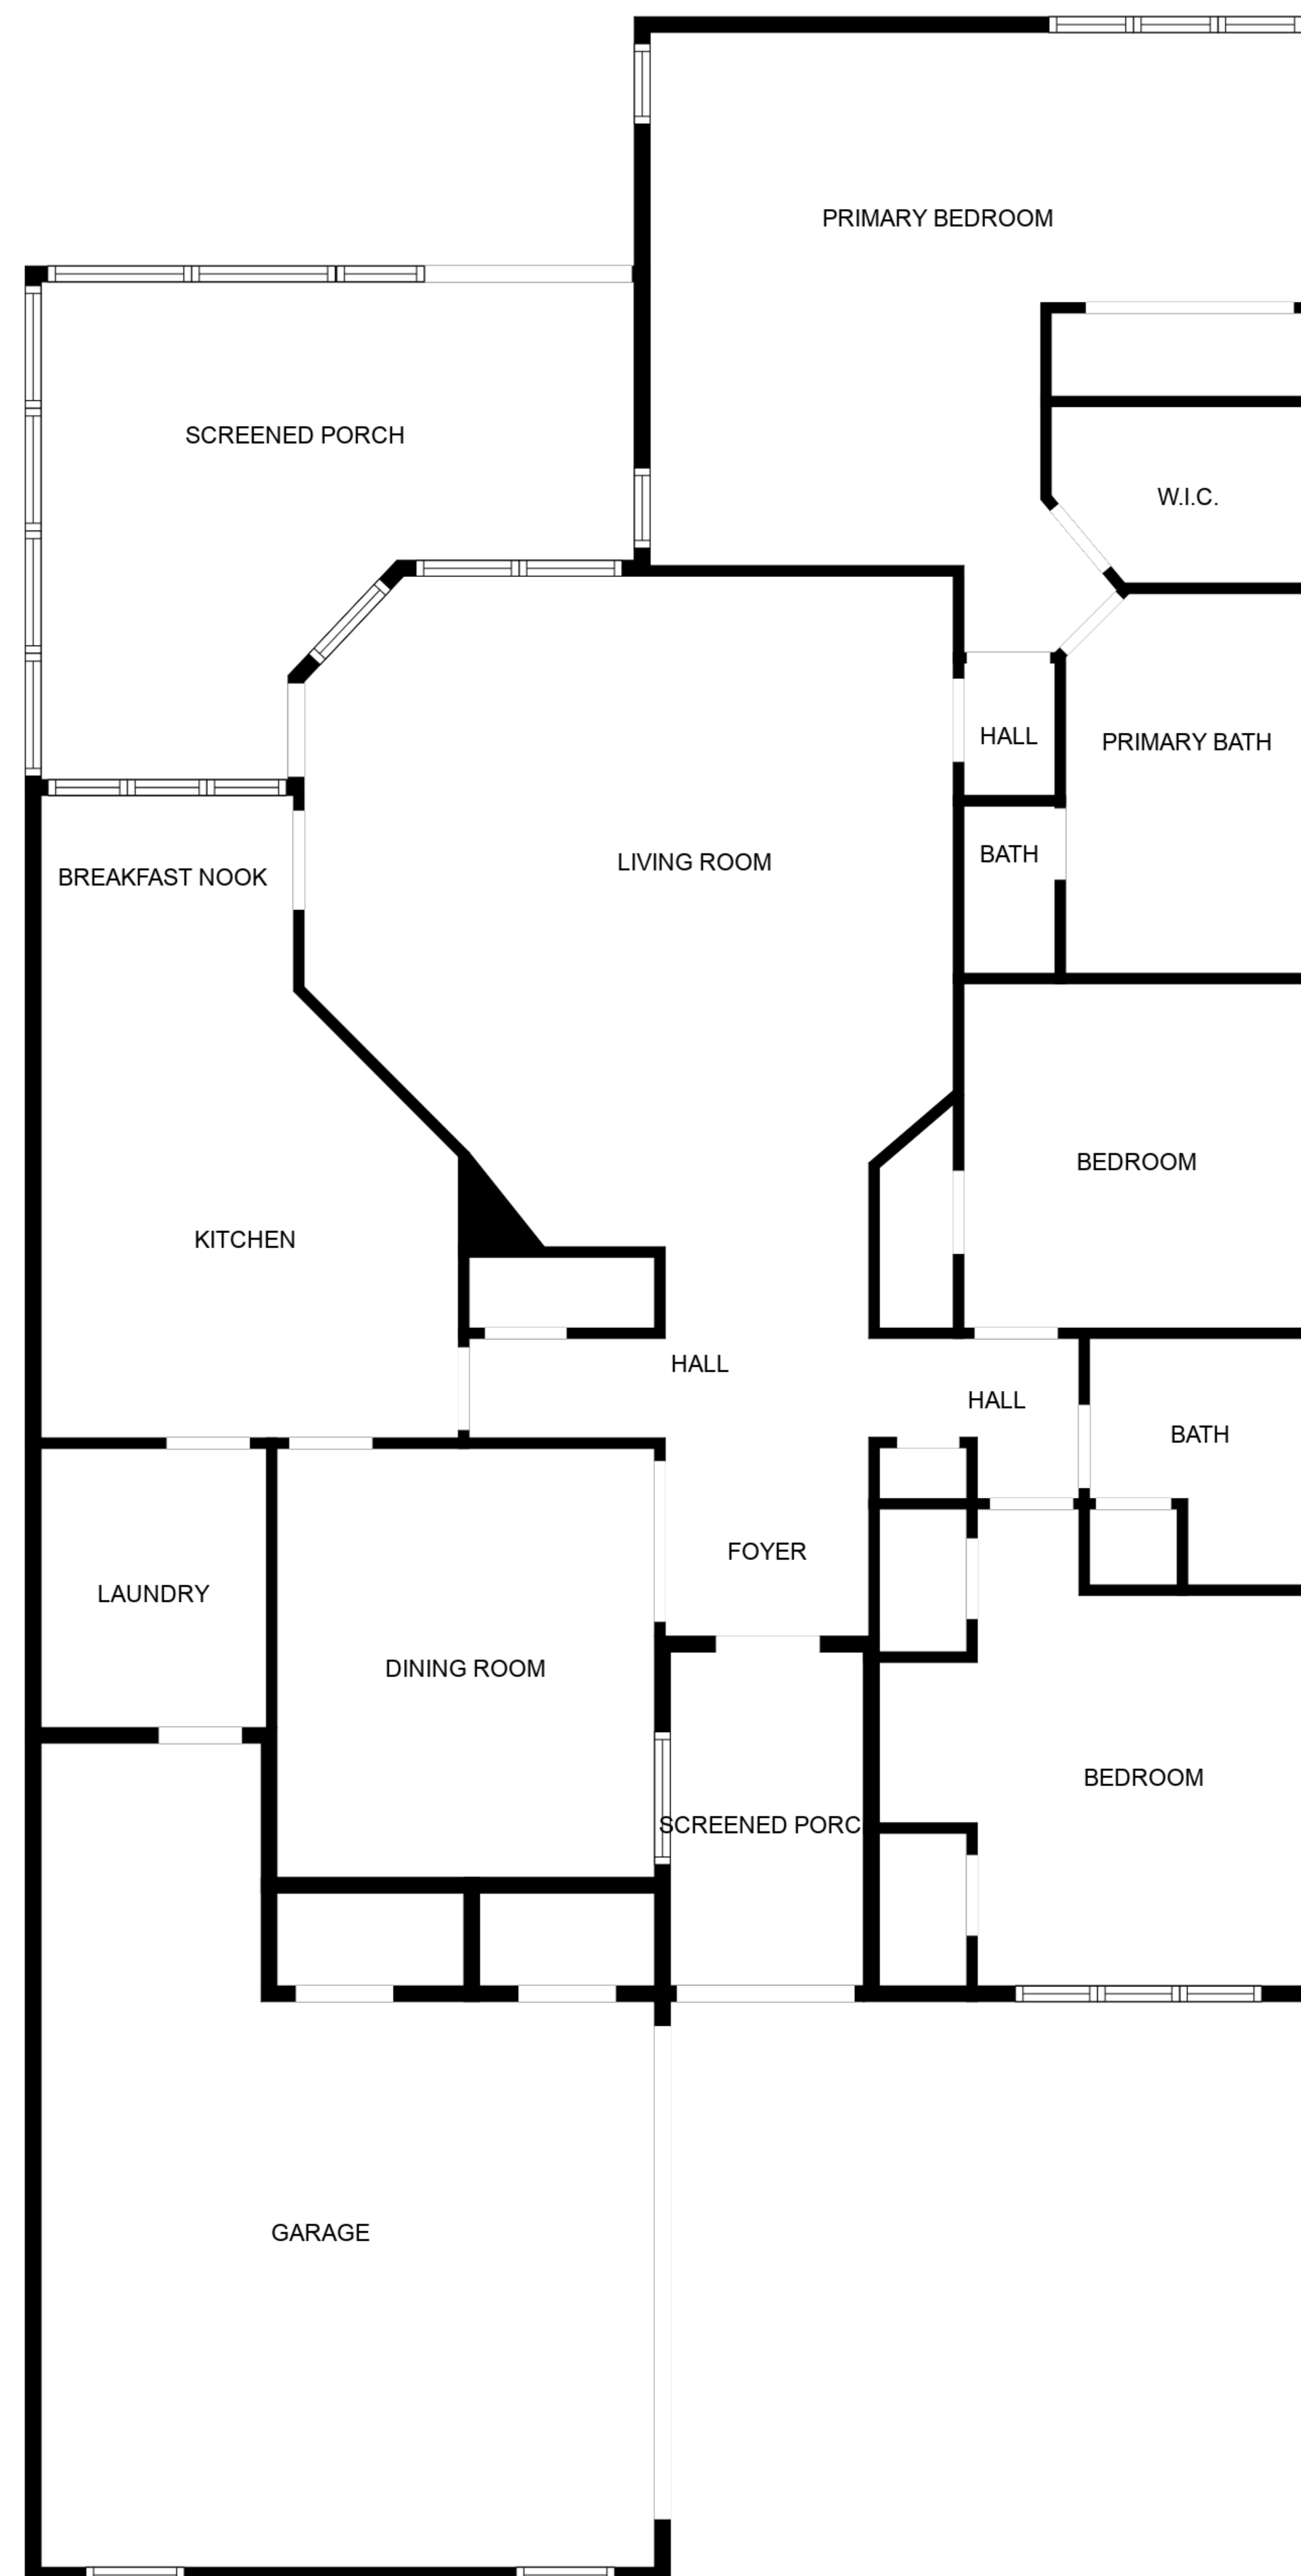 PRIMARY BEDROOM
SCREENED PORCH
W.I.C.
HALL
PRIMARY BATH
BATH
LIVING ROOM
BREAKFAST NOOK
BEDROOM
KITCHEN
HALL
HALL
BATH
FOYER
LAUNDRY
DINING ROOM
BEDROOM
SCREENED PORC
GARAGE